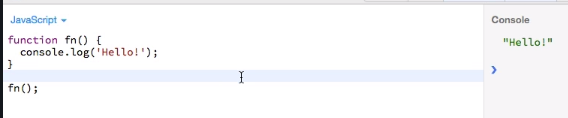 JavaScript
function fn() {
  console.log('Hello!');
}
fn();
Console
"Hello!"